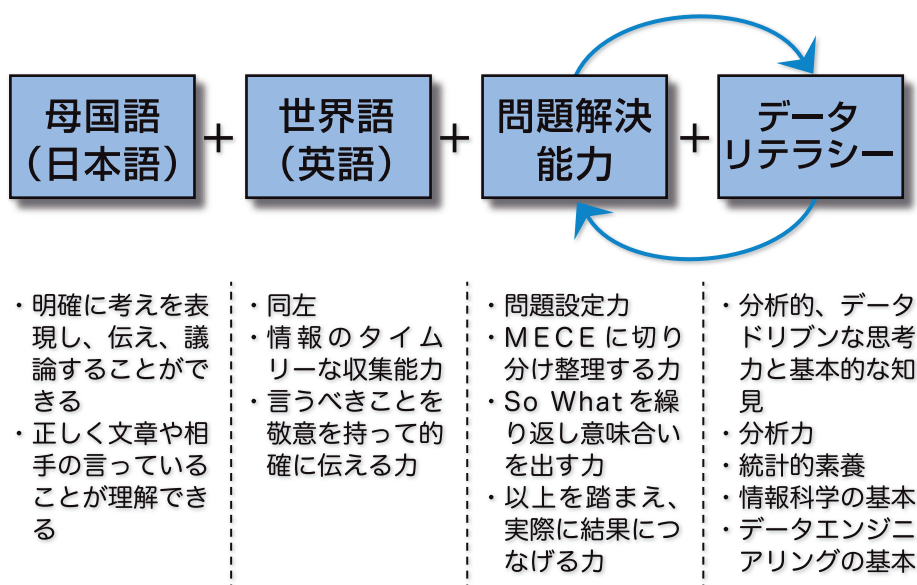 母国語
（日本語）
＋
世界語
（英語）
＋
問題解決
能力
＋
データ
リテラシー
・明確に考えを表
現し、伝え、議
論することがで
きる
・正しく文章や相
手の言っている
ことが理解でき
る
・同左
・情報のタイム
リーな収集能力
・言うべきことを
敬意を持って的
確に伝える力
・問題設定力
・MECEに切り
分け整理する力
・So Whatを繰
り返し意味合い
を出す力
・以上を踏まえ、
実際に結果につ
なげる力
・分析的、データ
ドリブンな思考
力と基本的な知
見
・分析力
・統計的素養
・情報科学の基本
・データエンジニ
アリングの基本